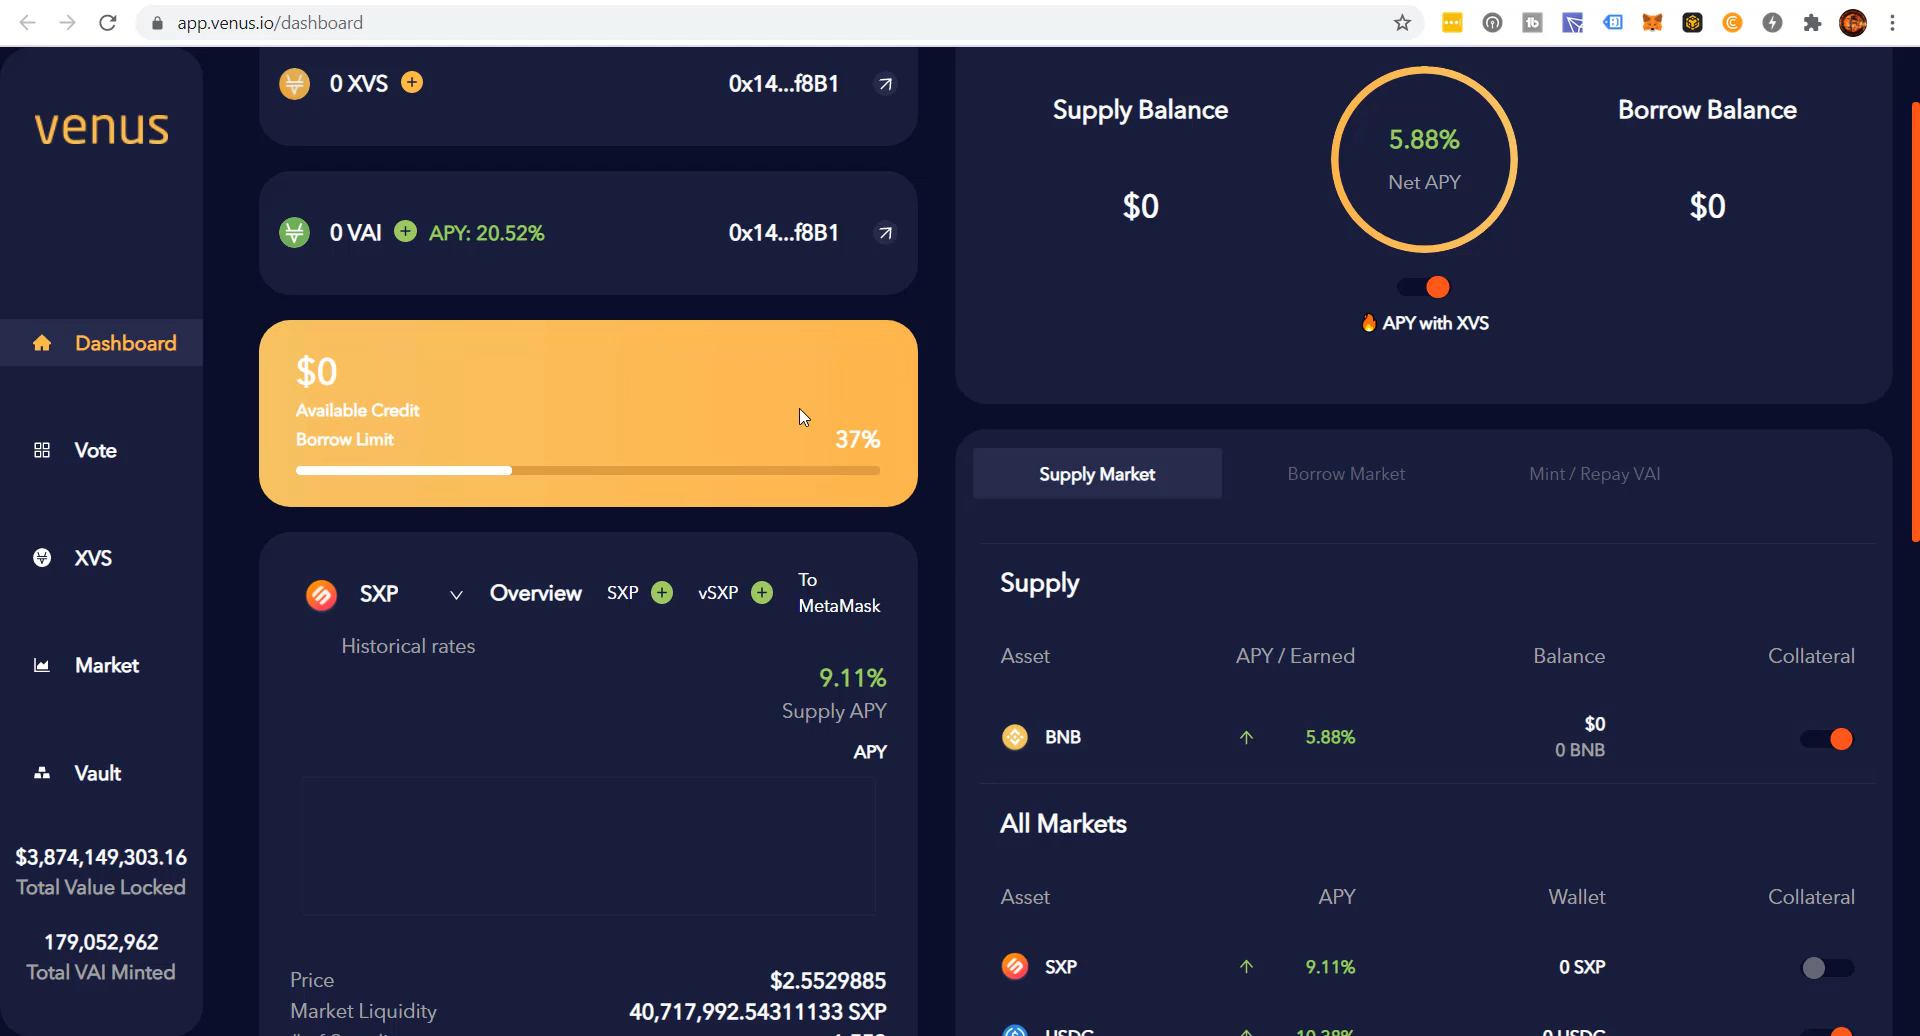 app.venus.io/dashboard
venus
Dashboard
Vote
XVS
Market
Vault
$3,874,149,303.16
Total Value Locked
179,052,962
Total VAI Minted
0 XVS
0x14...f8B1
0 VAI
APY: 20.52%
0x14...f8B1
$0
Available Credit
Borrow Limit
37%
SXP
Overview
SXP
vSXP
To
MetaMask
Historical rates
9.11%
Supply APY
APY
Price
$2.5529885
Market Liquidity
40,717,992.54311133 SXP
Supply Balance
$0
5.88%
Net APY
Borrow Balance
$0
APY with XVS
Supply Market
Borrow Market
Mint / Repay VAI
Supply
Asset
APY / Earned
Balance
Collateral
BNB
5.88%
$0
0 BNB
All Markets
Asset
APY
Wallet
Collateral
SXP
9.11%
0 SXP